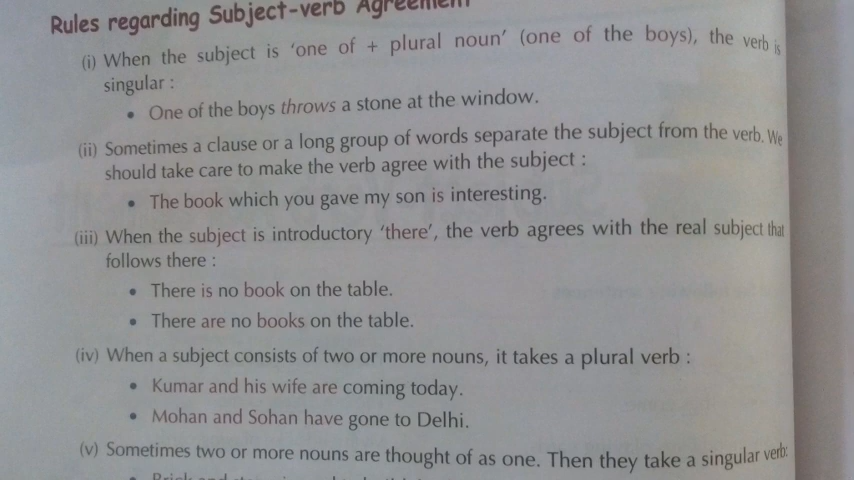 Rules regarding Subject-verb Agreement
(i) When the subject is 'one of + plural noun' (one of the boys), the verb is
singular :
• One of the boys throws a stone at the window.
(ii) Sometimes a clause or a long group of words separate the subject from the verb. We
should take care to make the verb agree with the subject :
• The book which you gave my son is interesting.
(iii) When the subject is introductory 'there', the verb agrees with the real subject that
follows there :
• There is no book on the table.
• There are no books on the table.
(iv) When a subject consists of two or more nouns, it takes a plural verb :
• Kumar and his wife are coming today.
• Mohan and Sohan have gone to Delhi.
(v) Sometimes two or more nouns are thought of as one. Then they take a singular verb:
• Brick and